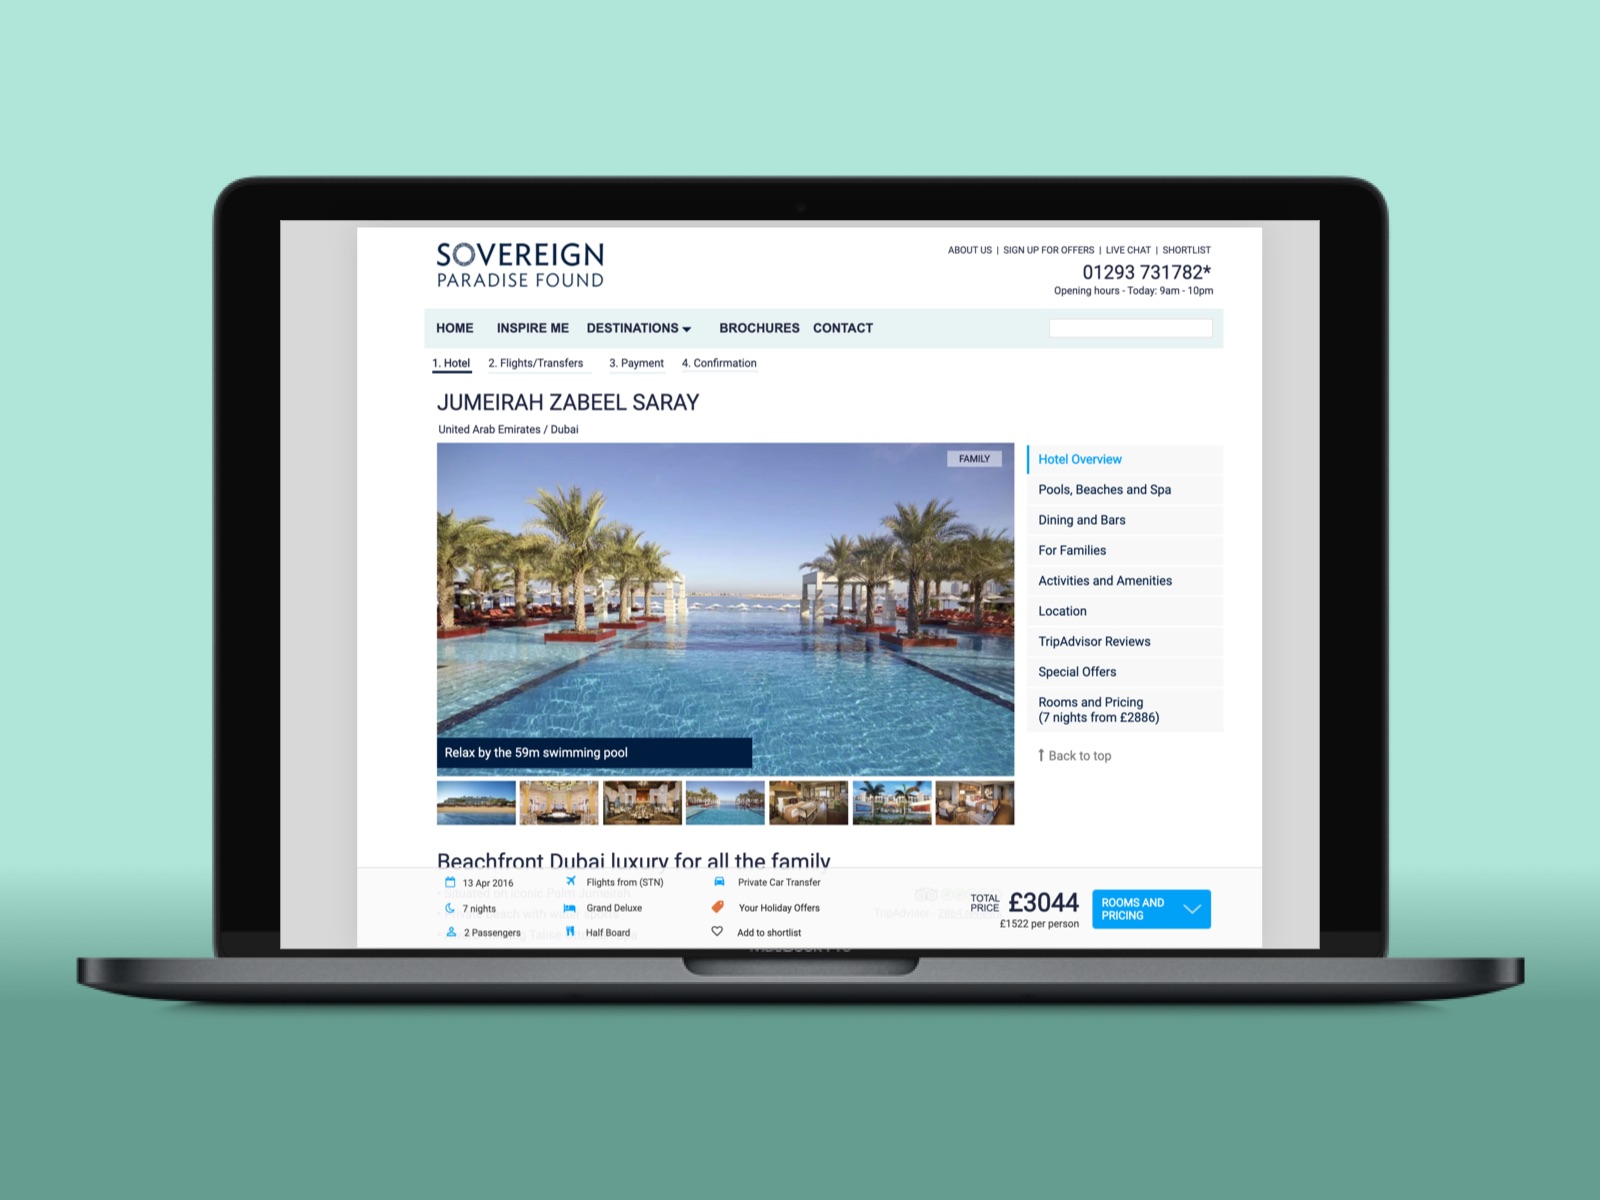 SOVEREIGN
PARADISE FOUND
ABOUT US | SIGN UP FOR OFFERS | LIVE CHAT | SHORTLIST
01293 731782*
Opening hours - Today: 9am - 10pm
HOME INSPIRE ME DESTINATIONS BROCHURES CONTACT
1. Hotel 2. Flights/Transfers 3. Payment 4. Confirmation
JUMEIRAH ZABEEL SARAY
United Arab Emirates / Dubai
FAMILY
Relax by the 59m swimming pool
Hotel Overview
Pools, Beaches and Spa
Dining and Bars
For Families
Activities and Amenities
Location
TripAdvisor Reviews
Special Offers
Rooms and Pricing
(7 nights from £2886)
Back to top
Beachfront Dubai luxury for all the family
13 Apr 2016 Flights from (STN) Private Car Transfer
7 nights Grand Deluxe Your Holiday Offers
2 Passengers Half Board Add to shortlist
TripAdvisor
TOTAL
PRICE £3044
£1522 per person
ROOMS AND
PRICING